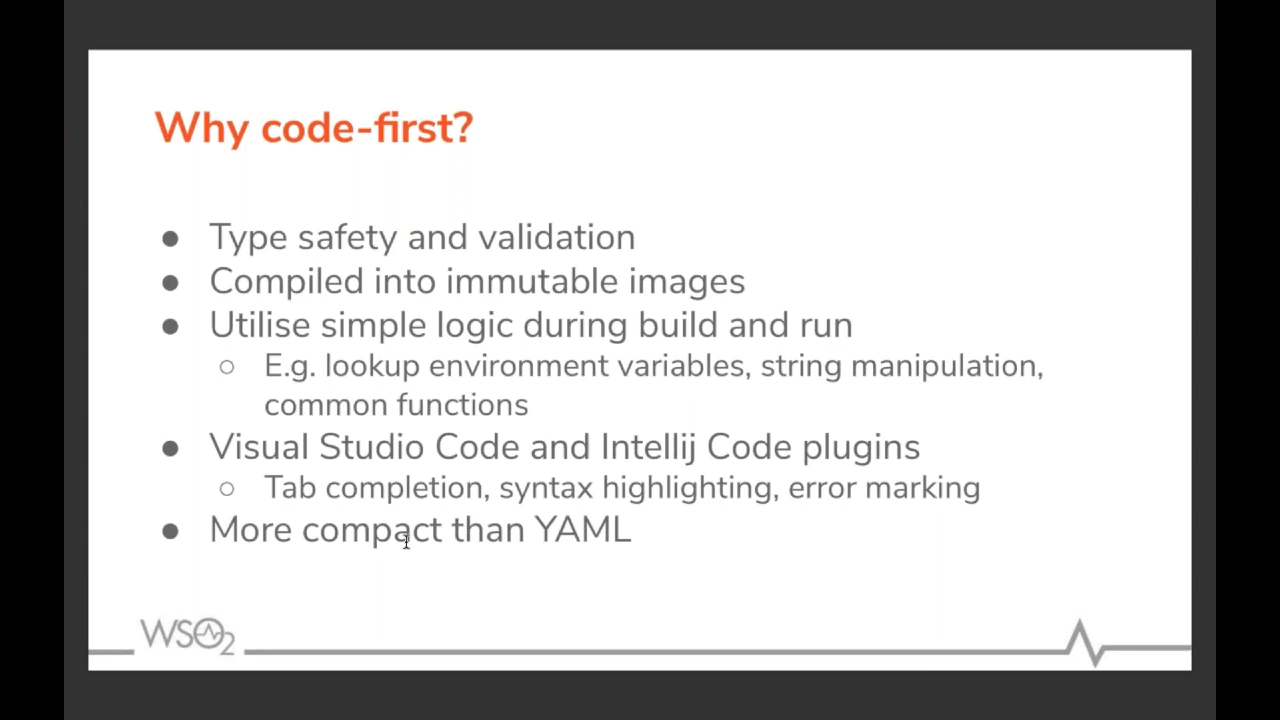 Why code-first?
● Type safety and validation
● Compiled into immutable images
● Utilise simple logic during build and run
○ E.g. lookup environment variables, string manipulation,
common functions
● Visual Studio Code and Intellij Code plugins
○ Tab completion, syntax highlighting, error marking
● More compact than YAML
WSO2